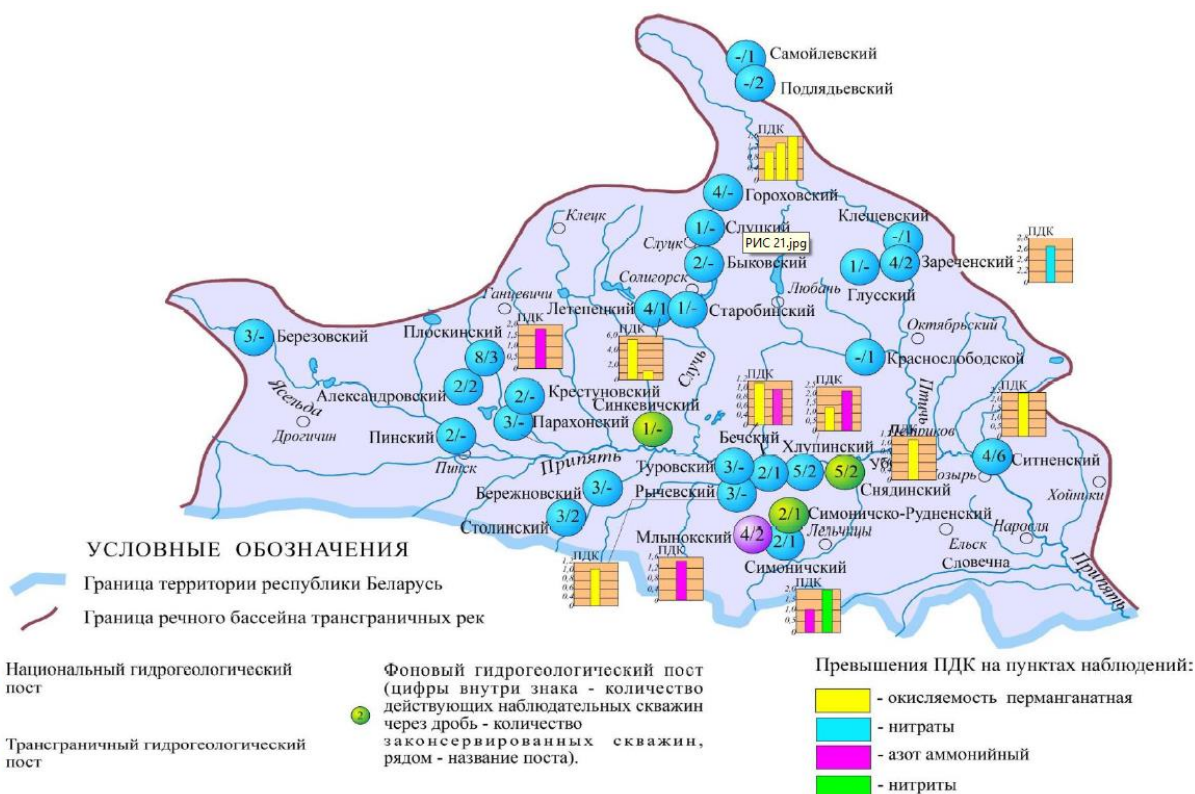 -/1 Самойлевский
-/2 Подлядьевский
ПДК
4/- Гороховский
Клецк
Клешевский
-/1
1/- Слуцкий
Слуцк
РИС 21.jpg
ПДК
2/- Быковский
4/2 Зареченский
1/-
Глусский
Солигорск
Любань
Ганцевичи
Летепецкий 4/1
1/- Старобинский
Октябрьский
3/- Березовский
Плоскинский
ПДК
ПДК
8/3
-/1 Краснослободской
Случь
Птичь
Ясельда
Александровский 2/2
2/- Крестуновский
Синкевичский
ПДК
ПДК
ПДК
Дрогичин
3/- Парахонский
1/-
Пинский 2/-
Бечский
Хлупинский
ПДК
Пинск
Припять
Туровский 3/-
2/1
5/2
5/2
Снядинский
4/6 Ситненский
Хойники
Бережновский 3/-
Рычевский 3/-
Столинский 3/2
2/1 Симоничско-Рудненский
Млынокский 4/2
Лельчицы
Наровля
Ельск
2/1
Симоничский
Словечна
Припять
ПДК
ПДК
ПДК
УСЛОВНЫЕ ОБОЗНАЧЕНИЯ
Граница территории республики Беларусь
Граница речного бассейна трансграничных рек
Национальный гидрогеологический
пост
Трансграничный гидрогеологический
пост
Фоновый гидрогеологический пост
(цифры внутри знака - количество
действующих наблюдательных скважин
2 через дробь - количество
законсервированных скважин,
рядом - название поста).
Превышения ПДК на пунктах наблюдений:
- окисляемость перманганатная
- нитраты
- азот аммонийный
- нитриты